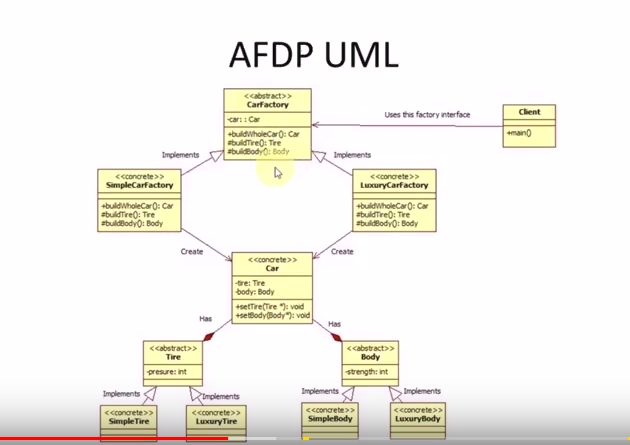 AFDP UML
<<abstract>>
CarFactory
-car: : Car
+buildWholeCar(): Car
#buildTire(): Tire
#buildBody(): Body
Uses this factory interface
Client
+main()
Implements
Implements
<<concrete>>
SimpleCarFactory
+buildWholeCar(): Car
#buildTire(): Tire
#buildBody(): Body
<<concrete>>
LuxuryCarFactory
+buildWholeCar(): Car
#buildTire(): Tire
#buildBody(): Body
Create
Create
<<concrete>>
Car
-tire: Tire
-body: Body
+setTire(Tire *): void
+setBody(Body*): void
Has
Has
<<abstract>>
Tire
-presure: int
<<abstract>>
Body
-strength: int
Implements
Implements
Implements
Implements
<<concrete>>
SimpleTire
<<concrete>>
LuxuryTire
<<concrete>>
SimpleBody
<<concrete>>
LuxuryBody